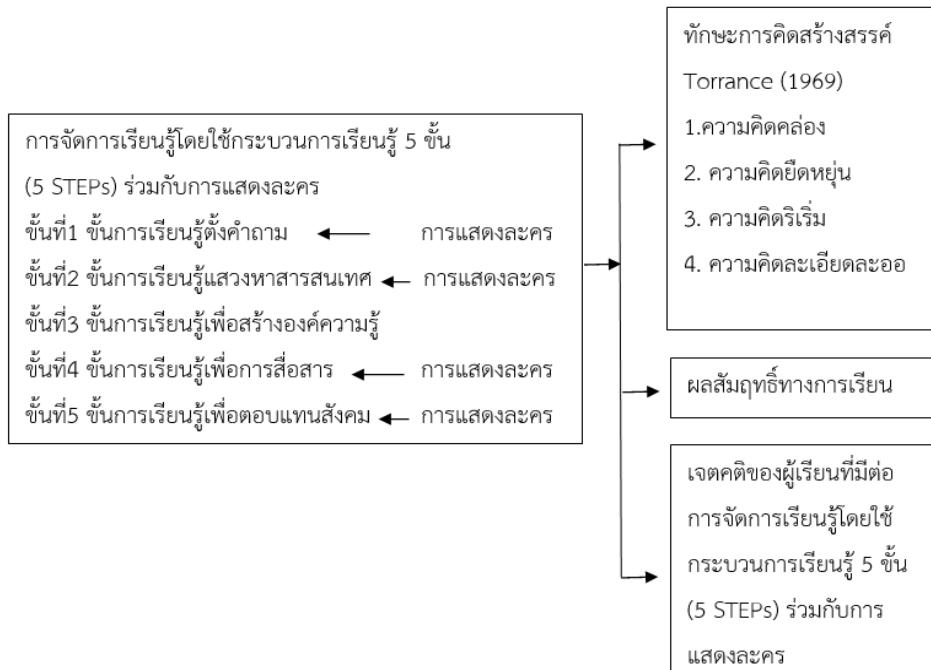 การจัดการเรียนรู้โดยใช้กระบวนการเรียนรู้ 5 ขั้น
(5 STEPs) ร่วมกับการแสดงละคร
ขั้นที่1 ขั้นการเรียนรู้ตั้งคำถาม การแสดงละคร
ขั้นที่2 ขั้นการเรียนรู้แสวงหาสารสนเทศ การแสดงละคร
ขั้นที่3 ขั้นการเรียนรู้เพื่อสร้างองค์ความรู้
ขั้นที่4 ขั้นการเรียนรู้เพื่อการสื่อสาร การแสดงละคร
ขั้นที่5 ขั้นการเรียนรู้เพื่อตอบแทนสังคม การแสดงละคร
ทักษะการคิดสร้างสรรค์
Torrance (1969)
1.ความคิดคล่อง
2. ความคิดยืดหยุ่น
3. ความคิดริเริ่ม
4. ความคิดละเอียดละออ
ผลสัมฤทธิ์ทางการเรียน
เจตคติของผู้เรียนที่มีต่อ
การจัดการเรียนรู้โดยใช้
กระบวนการเรียนรู้ 5 ขั้น
(5 STEPs) ร่วมกับการ
แสดงละคร